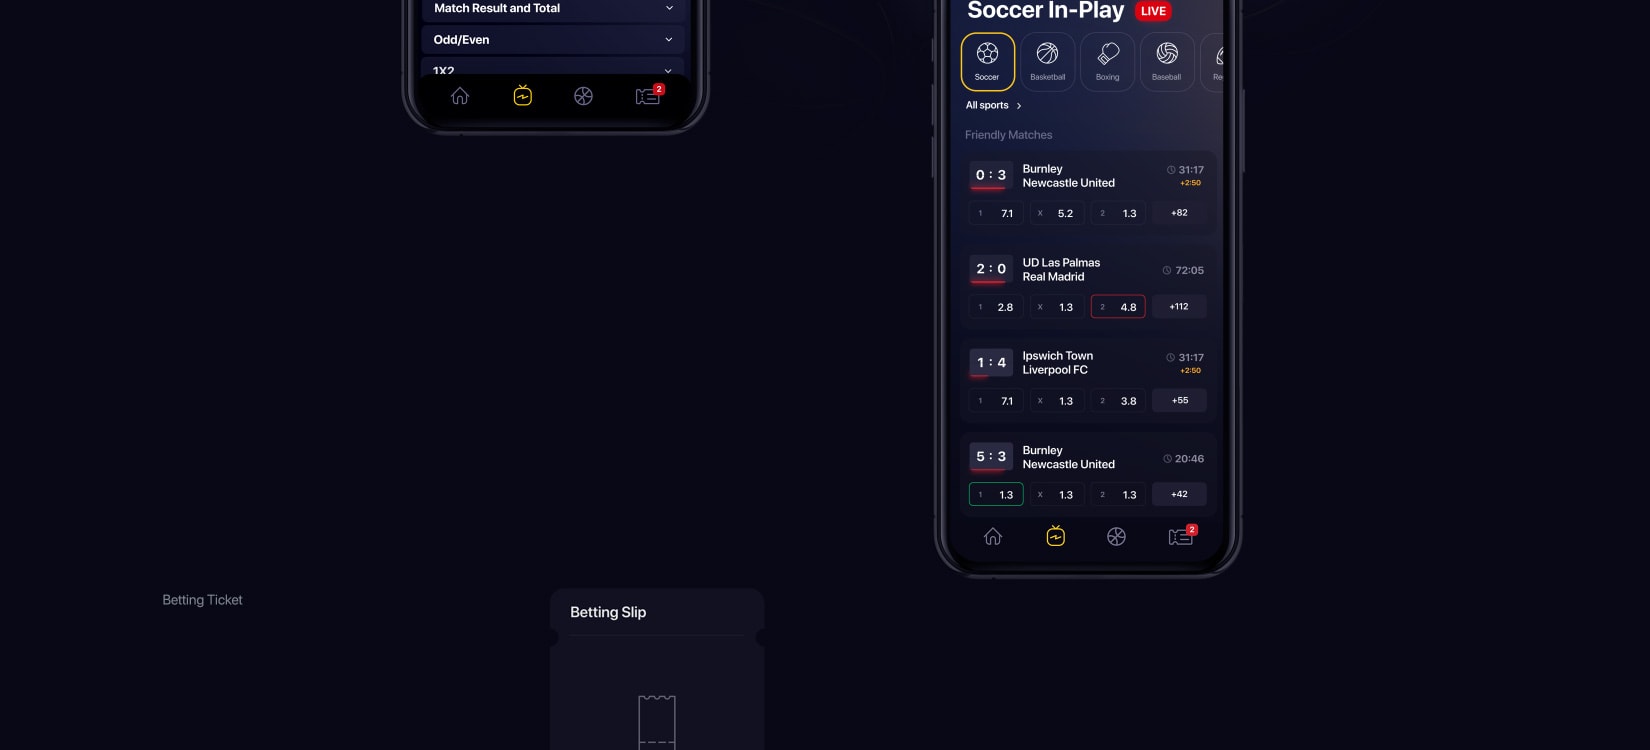 Match Result and Total
Odd/Even
1X2
2
Soccer In-Play LIVE
Soccer Basketball Boxing Baseball Re
All sports
Friendly Matches
0 : 3 Burnley 31:17
Newcastle United +2:50
1 7.1 X 5.2 2 1.3 +82
2 : 0 UD Las Palmas 72:05
Real Madrid
1 2.8 X 1.3 2 4.8 +112
1 : 4 Ipswich Town 31:17
Liverpool FC +2:50
1 7.1 X 1.3 2 3.8 +55
5 : 3 Burnley 20:46
Newcastle United
1 1.3 X 1.3 2 1.3 +42
2
Betting Ticket
Betting Slip